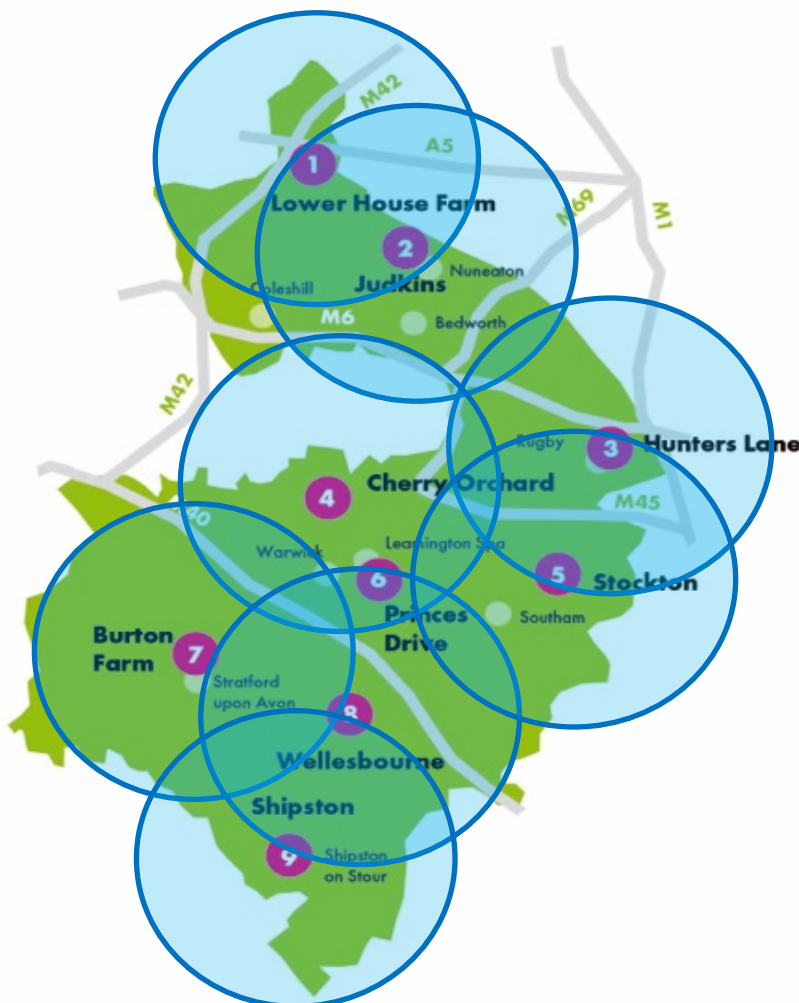 M42
A5
1
M69
M1
Lower House Farm
2
Nuneaton
Judkins
Coleshill
M6
Bedworth
M42
Rugby
3
Hunters Lane
Cherry Orchard
4
M45
M40
Leamington Spa
Warwick
6
5
Stockton
Princes
Drive
Southam
Burton
Farm
7
Stratford
upon Avon
8
Wellesbourne
Shipston
9
Shipston
on Stour